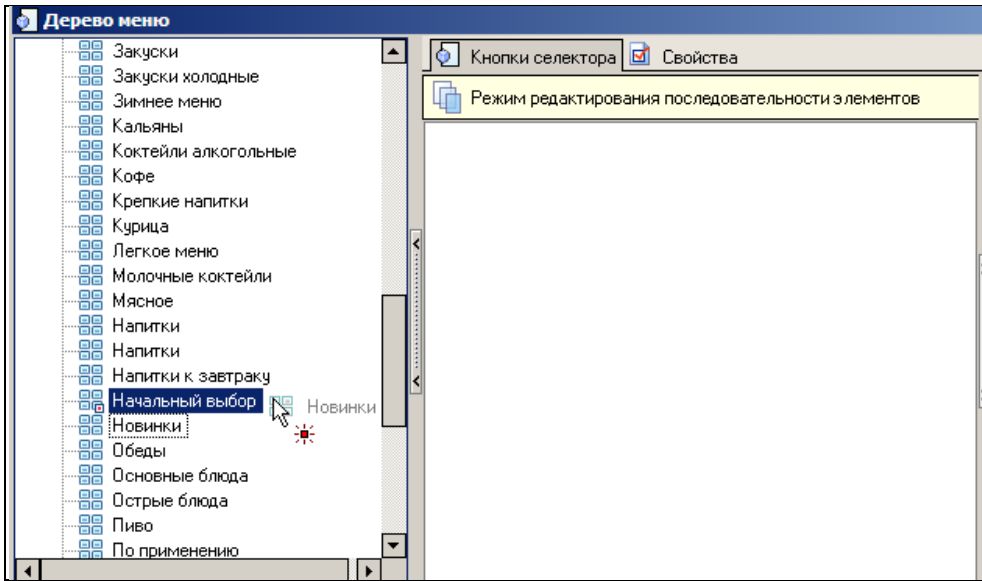 Дерево меню
Закуски
Закуски холодные
Зимнее меню
Кальяны
Коктейли алкогольные
Кофе
Крепкие напитки
Курица
Легкое меню
Молочные коктейли
Мясное
Напитки
Напитки
Напитки к завтраку
Начальный выбор Новинки
Новинки
Обеды
Основные блюда
Острые блюда
Пиво
По применению
Кнопки селектора Свойства
Режим редактирования последовательности элементов